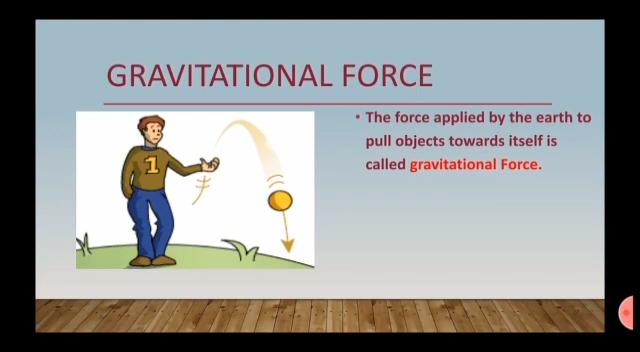 GRAVITATIONAL FORCE
• The force applied by the earth to
pull objects towards itself is
called gravitational Force.
1